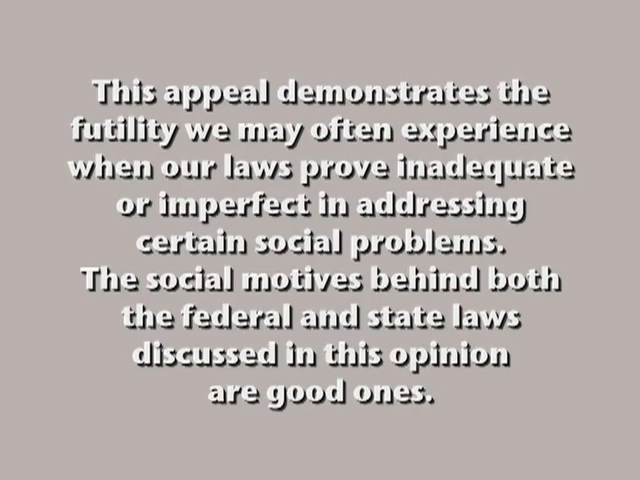 This appeal demonstrates the
futility we may often experience
when our laws prove inadequate
or imperfect in addressing
certain social problems.
The social motives behind both
the federal and state laws
discussed in this opinion
are good ones.